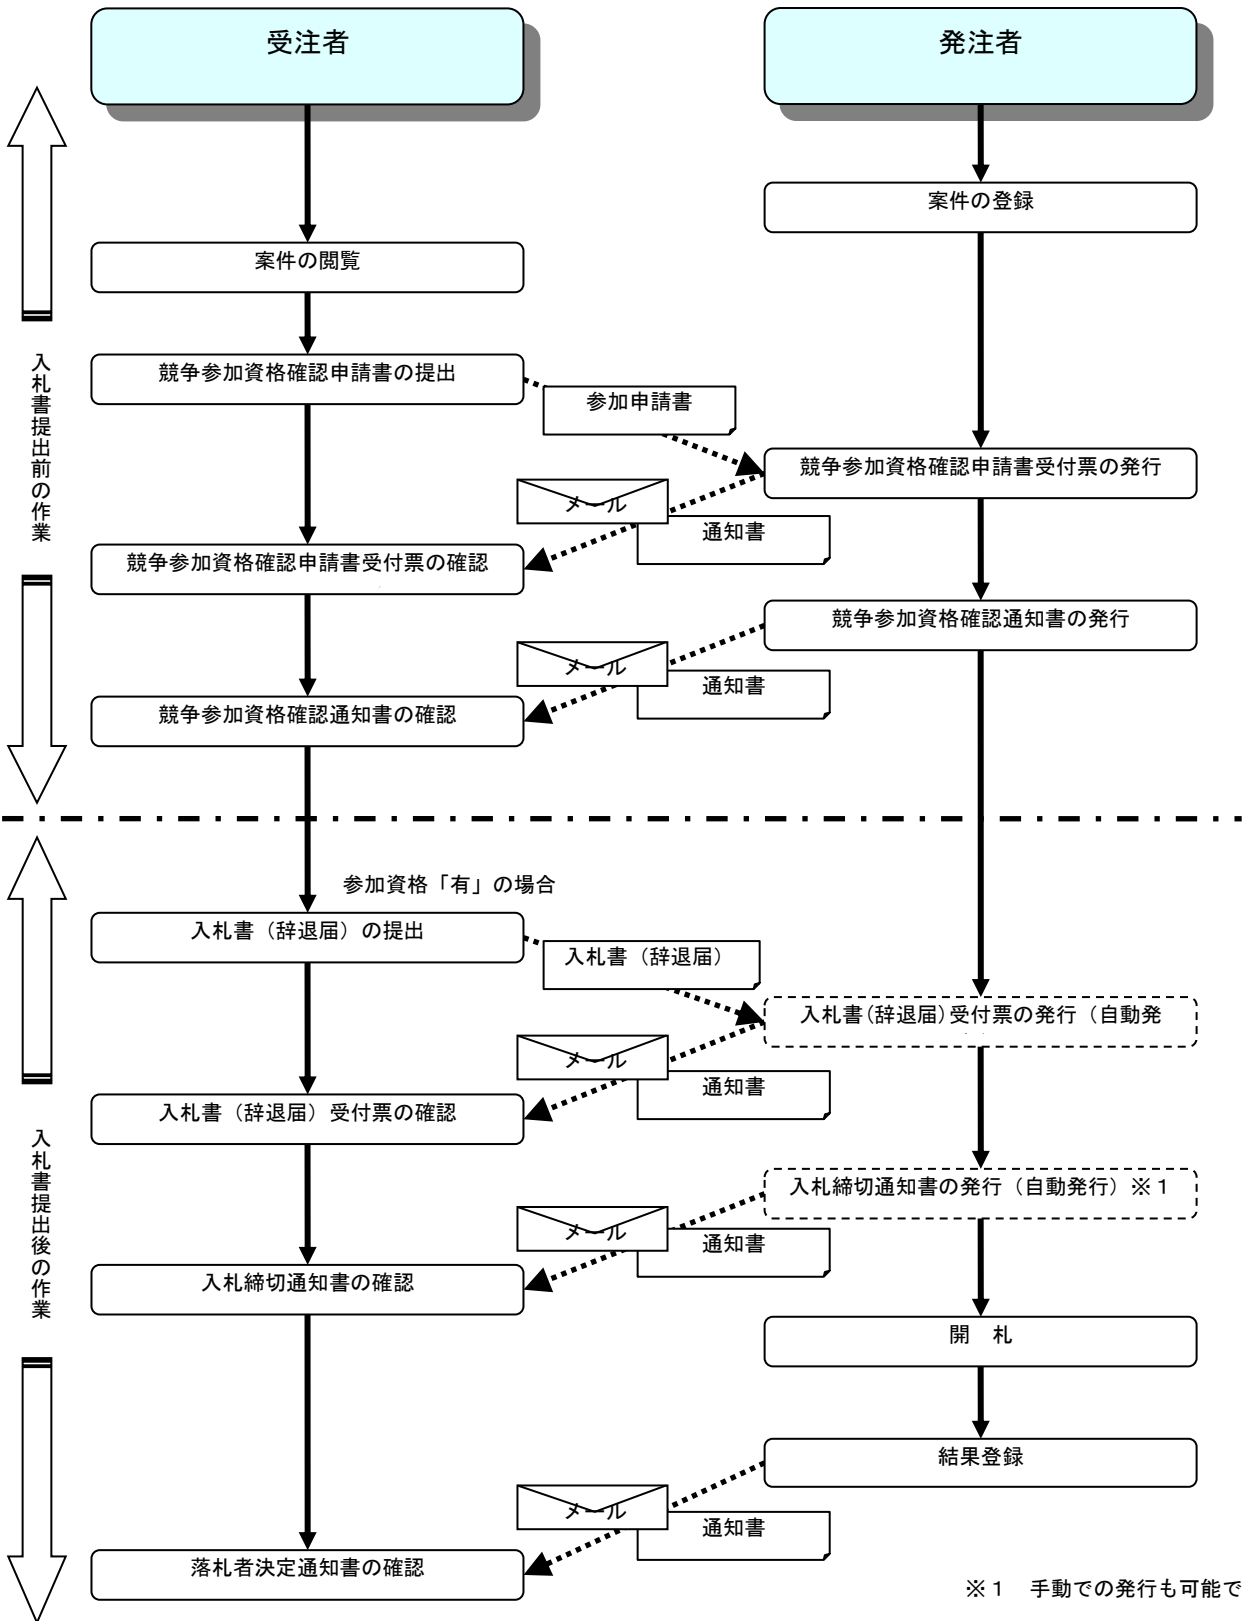 受注者
発注者
案件の登録
案件の閲覧
競争参加資格確認申請書の提出
参加申請書
入札書提出前の作業
競争参加資格確認申請書受付票の発行
メール
通知書
競争参加資格確認申請書受付票の確認
競争参加資格確認通知書の発行
メール
通知書
競争参加資格確認通知書の確認
参加資格「有」の場合
入札書（辞退届）の提出
入札書（辞退届）
入札書(辞退届)受付票の発行（自動発
メール
通知書
入札書（辞退届）受付票の確認
入札書提出後の作業
入札締切通知書の発行（自動発行）※１
メール
通知書
入札締切通知書の確認
開　札
結果登録
メール
通知書
落札者決定通知書の確認
※１　手動での発行も可能で